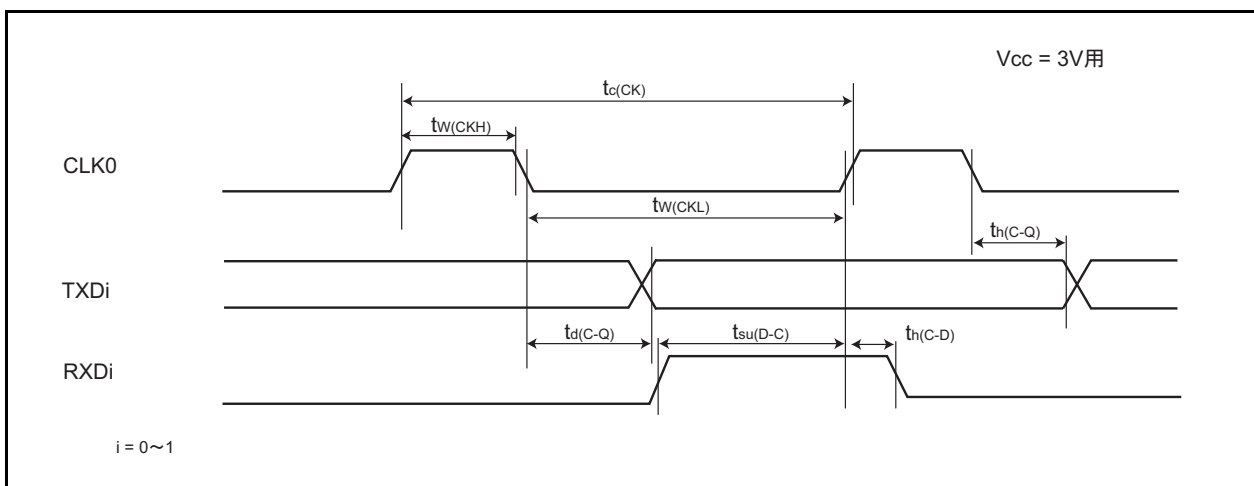 Vcc = 3V用
tc(CK)
tW(CKH)
CLK0
tW(CKL)
th(C-Q)
TXDi
td(C-Q)
tsu(D-C)
th(C-D)
RXDi
i = 0〜1